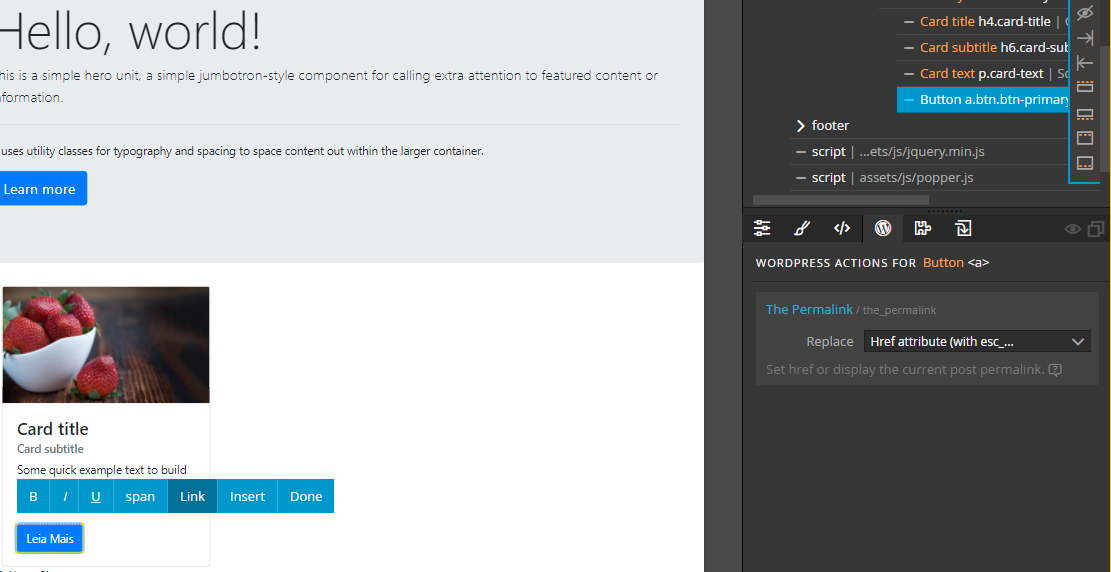 Hello, world!
his is a simple hero unit, a simple jumbotron-style component for calling extra attention to featured content or
nformation.
uses utility classes for typography and spacing to space content out within the larger container.
Learn more
Card title
Card subtitle
Some quick example text to build
B I U span Link Insert Done
Leia Mais
Card title h4.card-title |
Card subtitle h6.card-sub
Card text p.card-text | Sc
Button a.btn.btn-primary
footer
script | ...ets/js/jquery.min.js
script | assets/js/popper.js
WORDPRESS ACTIONS FOR Button <a>
The Permalink / the_permalink
Replace Href attribute (with esc_...
Set href or display the current post permalink.